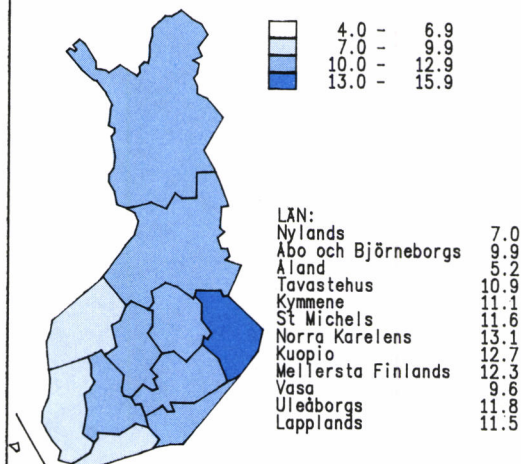 4.0 - 6.9
7.0 - 9.9
10.0 - 12.9
13.0 - 15.9
LÄN:
Nylands 7.0
Åbo och Björneborgs 9.9
Åland 5.2
Tavastehus 10.9
Kymmene 11.1
St Michels 11.6
Norra Karelens 13.1
Kuopio 12.7
Mellersta Finlands 12.3
Vasa 9.6
Uleåborgs 11.8
Lapplands 11.5